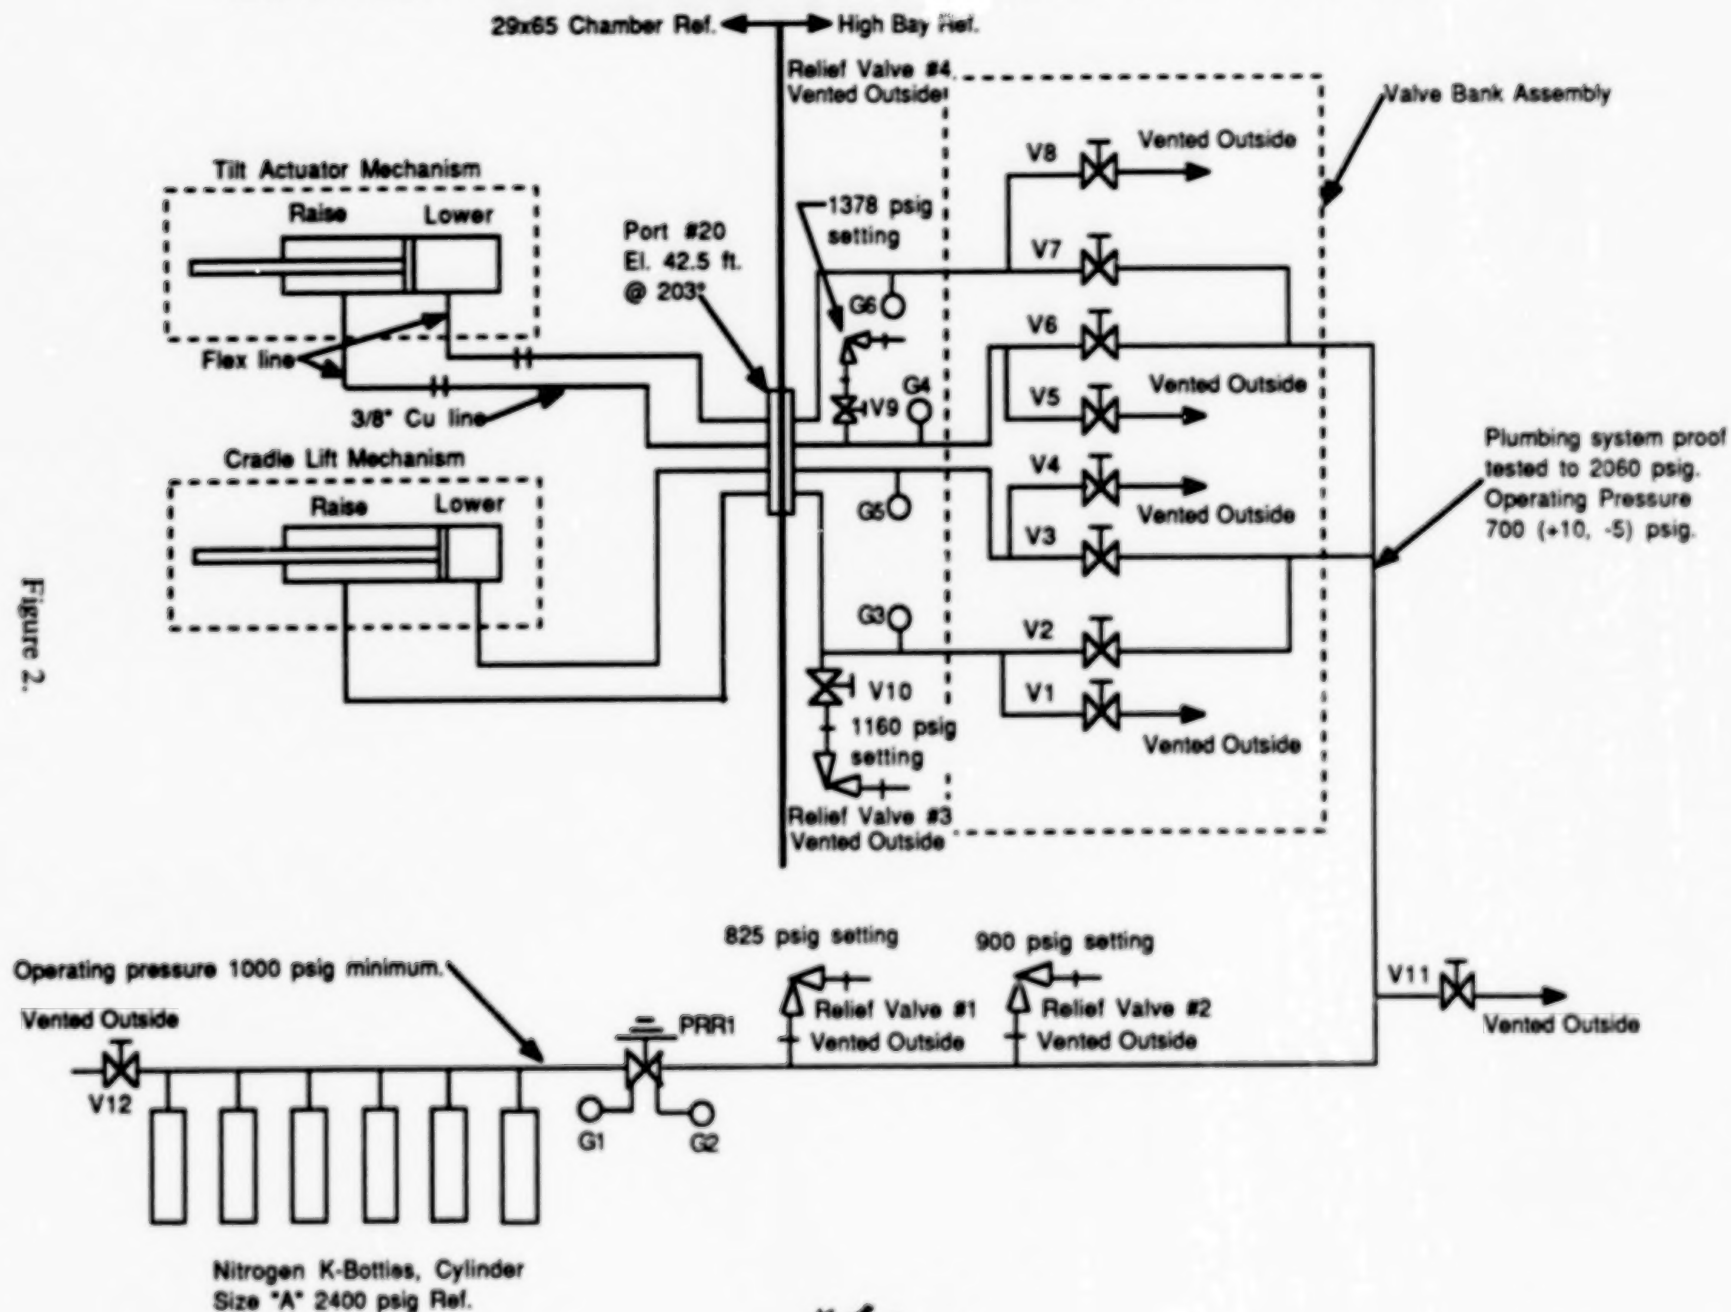 29x65 Chamber Ref.
High Bay Ref.
Relief Valve #4
Vented Outside
Valve Bank Assembly
Tilt Actuator Mechanism
Raise
Lower
Port #20
El. 42.5 ft.
@ 203°
1378 psig
setting
V8
Vented Outside
V7
G6
V6
Flex line
V9
G4
V5
Vented Outside
3/8" Cu line
Cradle Lift Mechanism
Raise
Lower
V4
G5
Vented Outside
V3
Plumbing system proof
tested to 2060 psig.
Operating Pressure
700 (+10, -5) psig.
Figure 2.
G3
V2
V10
V1
1160 psig
setting
Vented Outside
Relief Valve #3
Vented Outside
825 psig setting
900 psig setting
Operating pressure 1000 psig minimum.
V11
Vented Outside
PRR1
Relief Valve #1
Vented Outside
Relief Valve #2
Vented Outside
Vented Outside
V12
G1
G2
Nitrogen K-Bottles, Cylinder
Size "A" 2400 psig Ref.